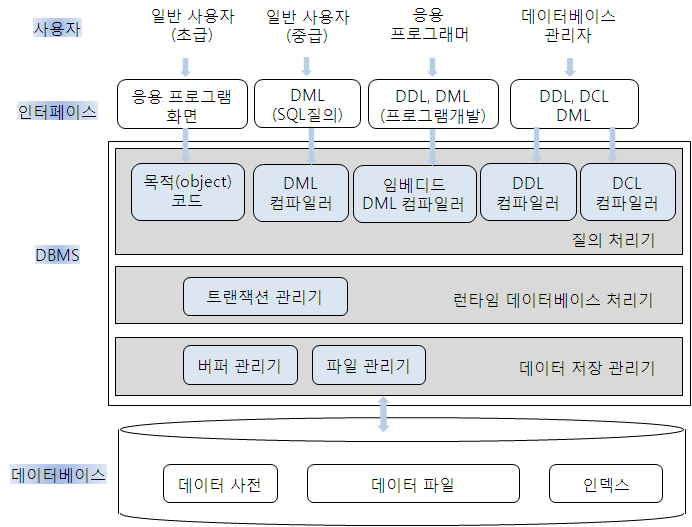 사용자
일반 사용자
(초급)
일반 사용자
(중급)
응용
프로그래머
데이터베이스
관리자
인터페이스
응용 프로그램
화면
DML
(SQL질의)
DDL, DML
(프로그램개발)
DDL, DCL
DML
DBMS
목적(object)
코드
DML
컴파일러
임베디드
DML 컴파일러
DDL
컴파일러
DCL
컴파일러
질의 처리기
트랜잭션 관리기
런타임 데이터베이스 처리기
버퍼 관리기
파일 관리기
데이터 저장 관리기
데이터베이스
데이터 사전
데이터 파일
인덱스